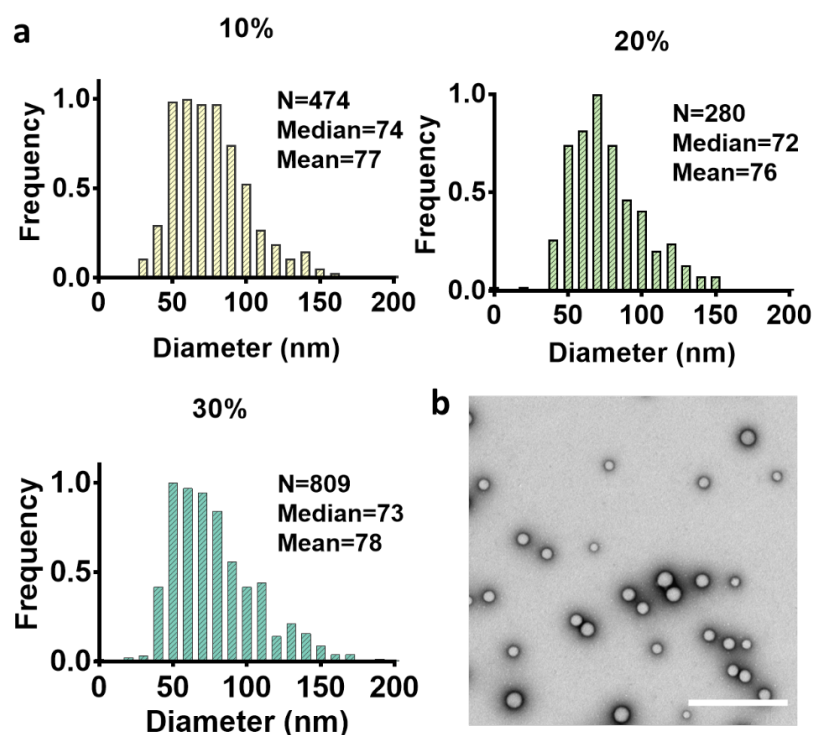 a
10%
Frequency
1.0
0.5
0.0
N=474
Median=74
Mean=77
0 50 100 150 200
Diameter (nm)
20%
Frequency
1.0
0.5
0.0
N=280
Median=72
Mean=76
0 50 100 150 200
Diameter (nm)
30%
Frequency
1.0
0.5
0.0
N=809
Median=73
Mean=78
0 50 100 150 200
Diameter (nm)
b